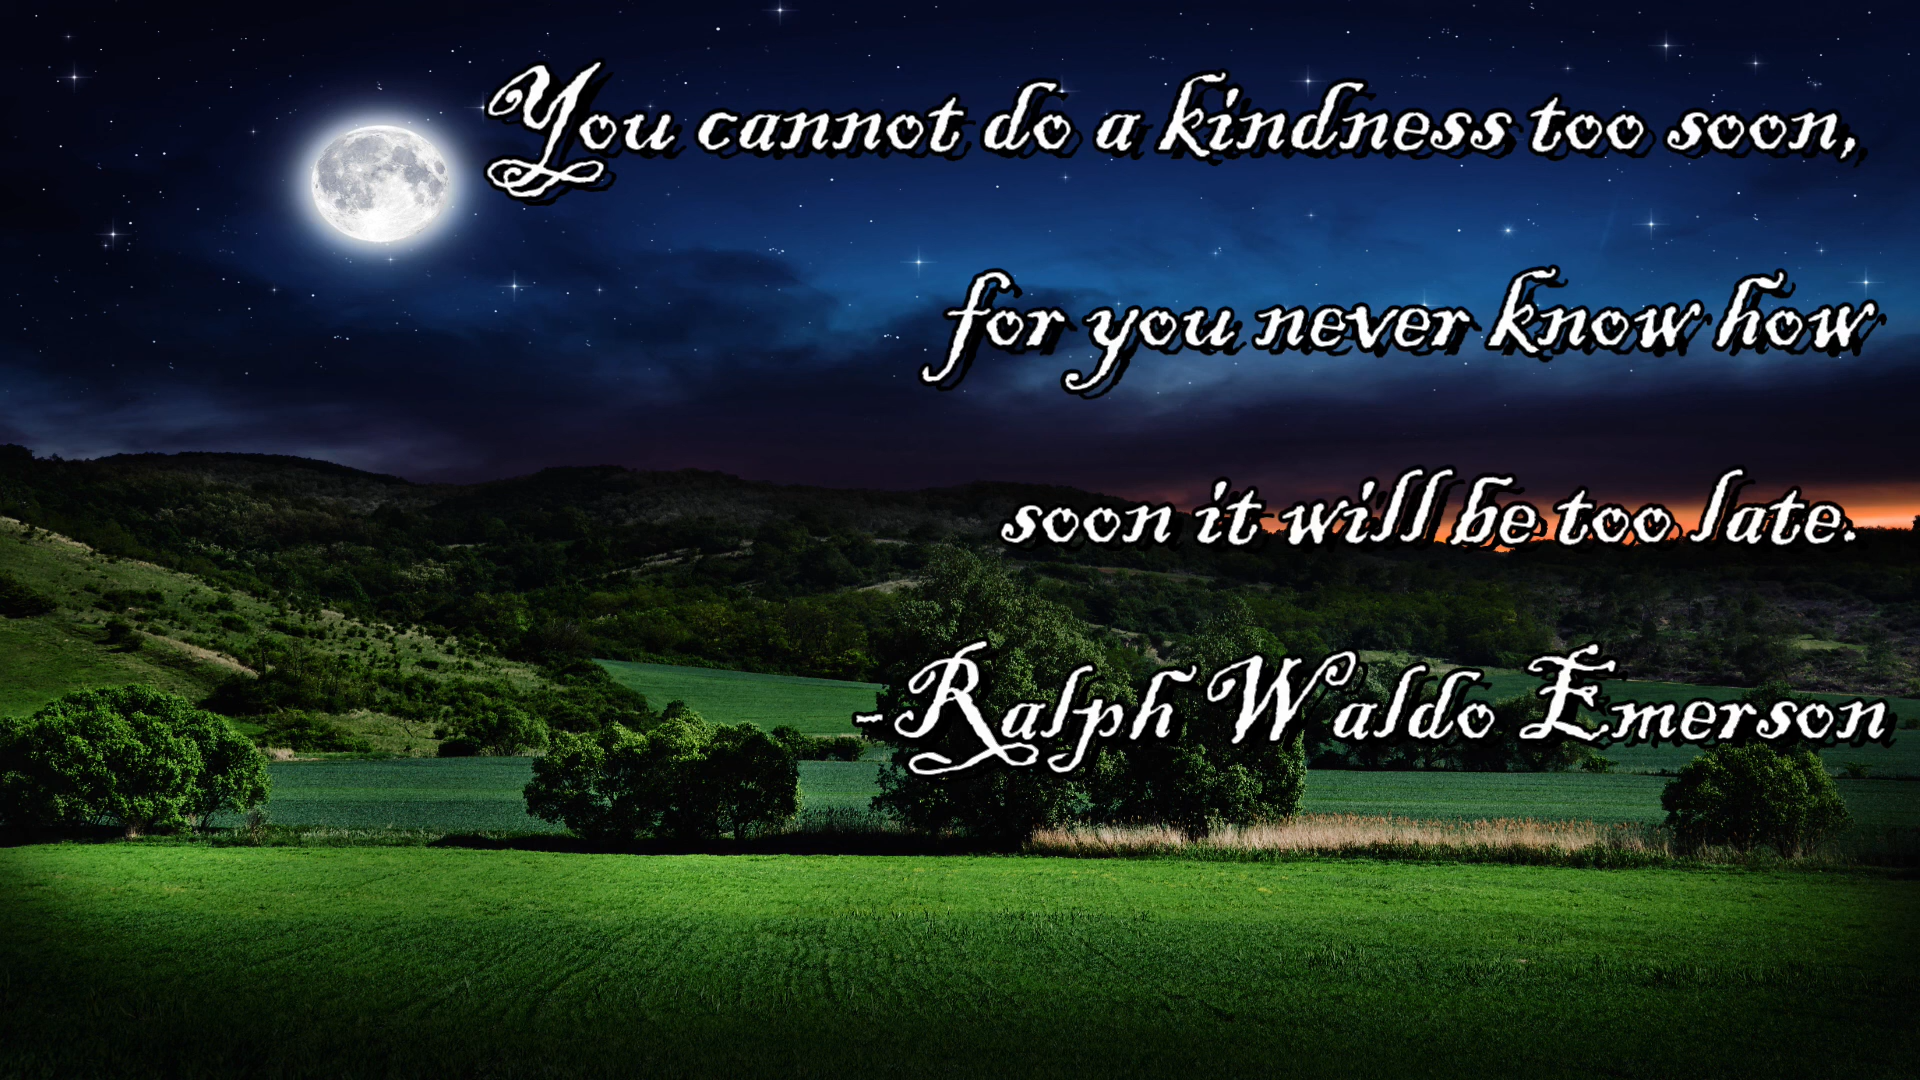 You cannot do a kindness too soon,
for you never know how
soon it will be too late.
-Ralph Waldo Emerson